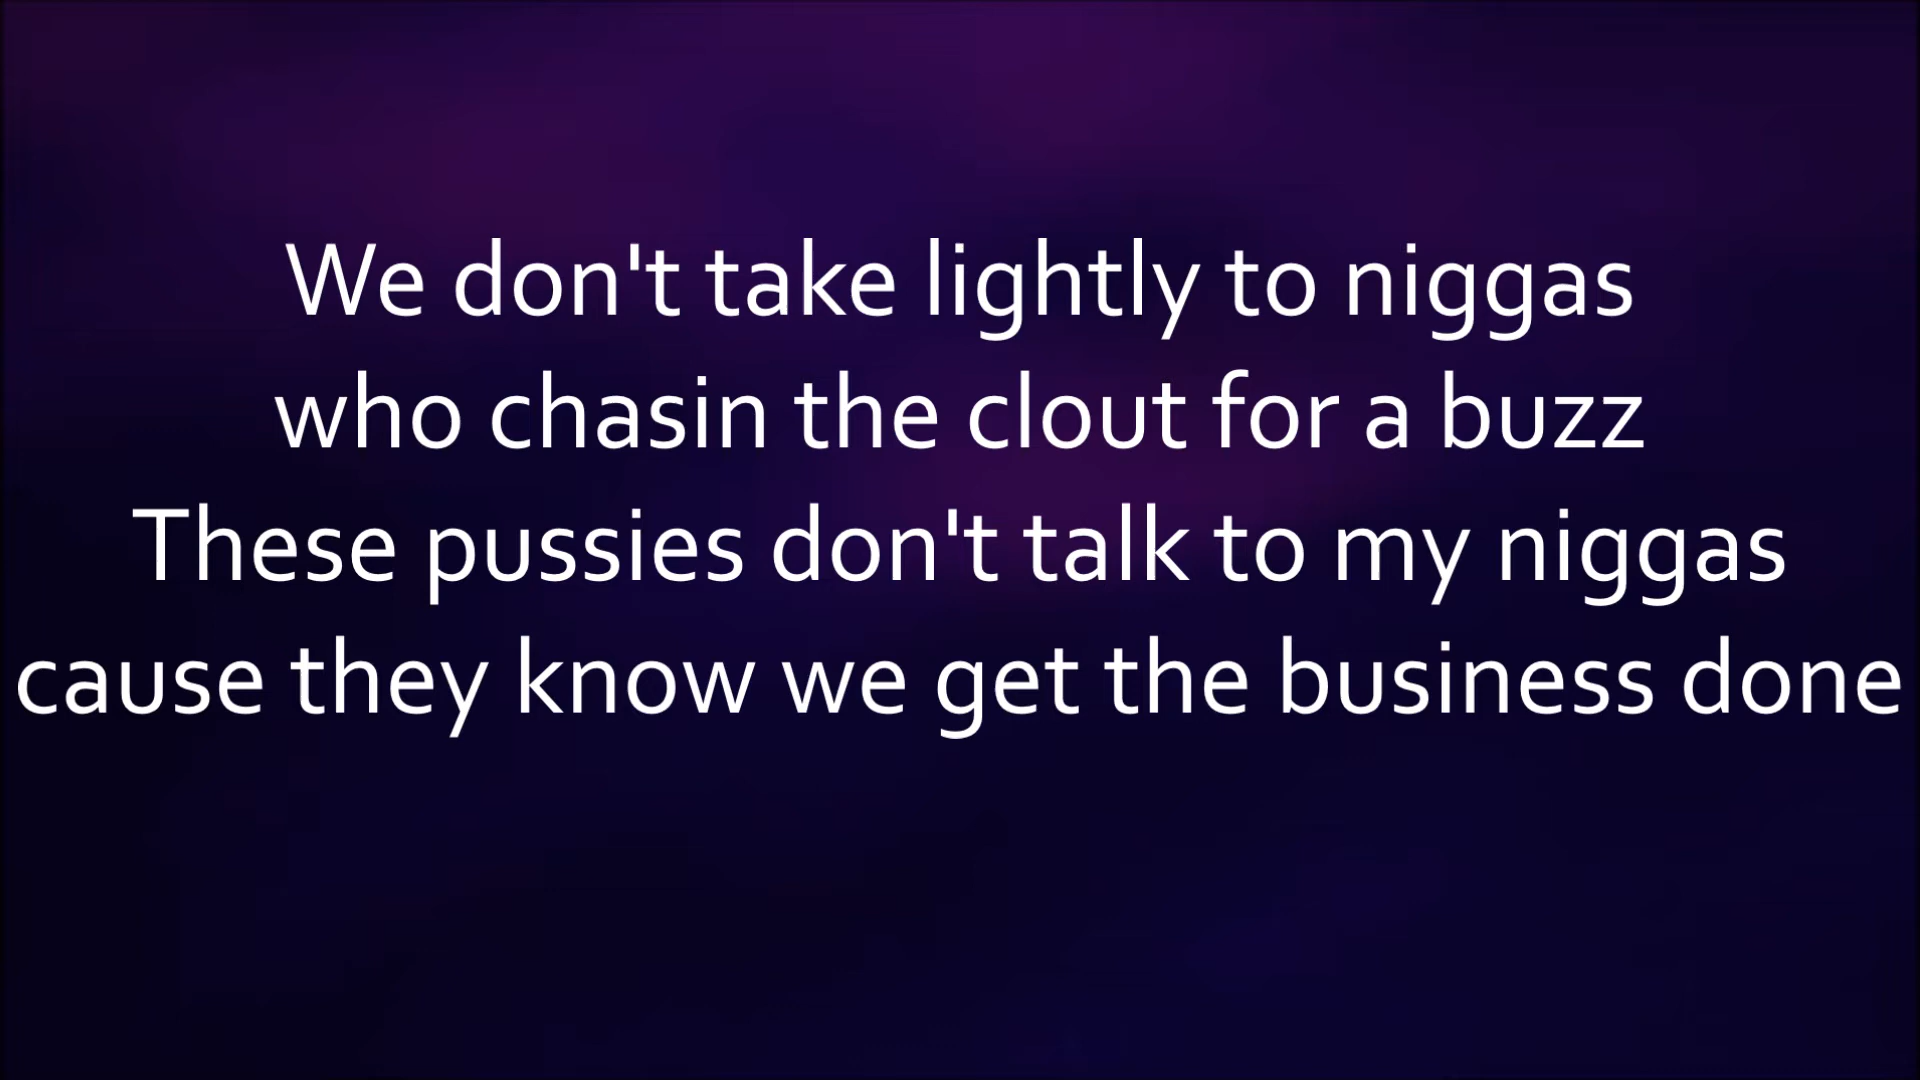 We don't take lightly to niggas
who chasin the clout for a buzz
These pussies don't talk to my niggas
cause they know we get the business done